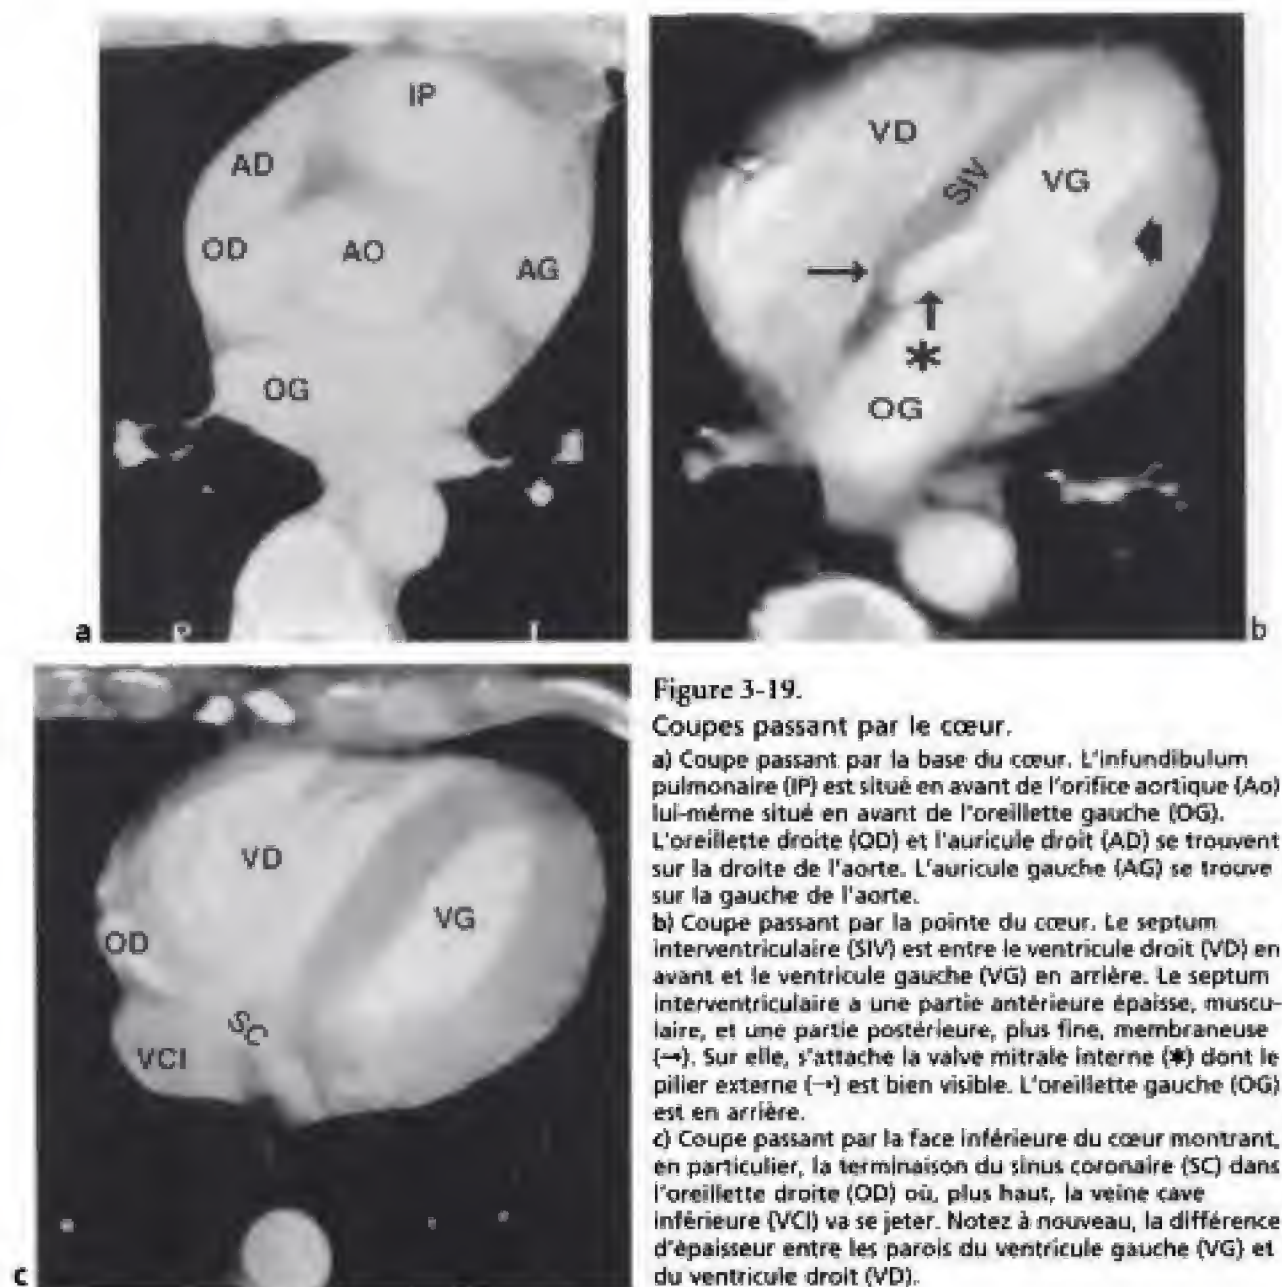 IP
AD
OD
AO
AG
OG
a
VD
SIV
VG
*
OG
b
VD
VG
OD
SC
VCI
c
Figure 3-19.
Coupes passant par le cœur.
a) Coupe passant par la base du cœur. L'infundibulum
pulmonaire (IP) est situé en avant de l'orifice aortique (Ao)
lui-même situé en avant de l'oreillette gauche (OG).
L'oreillette droite (OD) et l'auricule droit (AD) se trouvent
sur la droite de l'aorte. L'auricule gauche (AG) se trouve
sur la gauche de l'aorte.
b) Coupe passant par la pointe du cœur. Le septum
interventriculaire (SIV) est entre le ventricule droit (VD) en
avant et le ventricule gauche (VG) en arrière. Le septum
interventriculaire a une partie antérieure épaisse, muscu-
laire, et une partie postérieure, plus fine, membraneuse
(→). Sur elle, s'attache la valve mitrale interne (*) dont le
pilier externe (→) est bien visible. L'oreillette gauche (OG)
est en arrière.
c) Coupe passant par la face inférieure du cœur montrant,
en particulier, la terminaison du sinus coronaire (SC) dans
l'oreillette droite (OD) où, plus haut, la veine cave
inférieure (VCI) va se jeter. Notez à nouveau, la différence
d'épaisseur entre les parois du ventricule gauche (VG) et
du ventricule droit (VD).